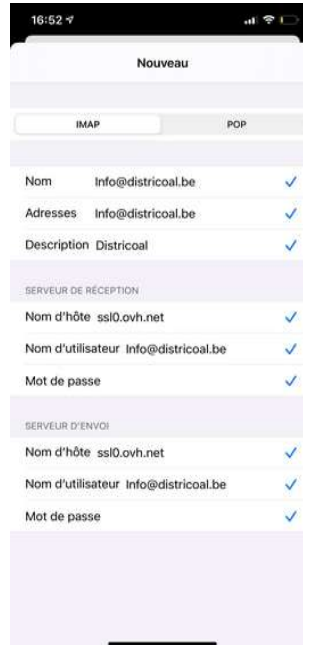 16:52
Nouveau
IMAP POP
Nom Info@districoal.be
Adresses Info@districoal.be
Description Districoal
SERVEUR DE RÉCEPTION
Nom d'hôte ssl0.ovh.net
Nom d'utilisateur Info@districoal.be
Mot de passe
SERVEUR D'ENVOI
Nom d'hôte ssl0.ovh.net
Nom d'utilisateur Info@districoal.be
Mot de passe